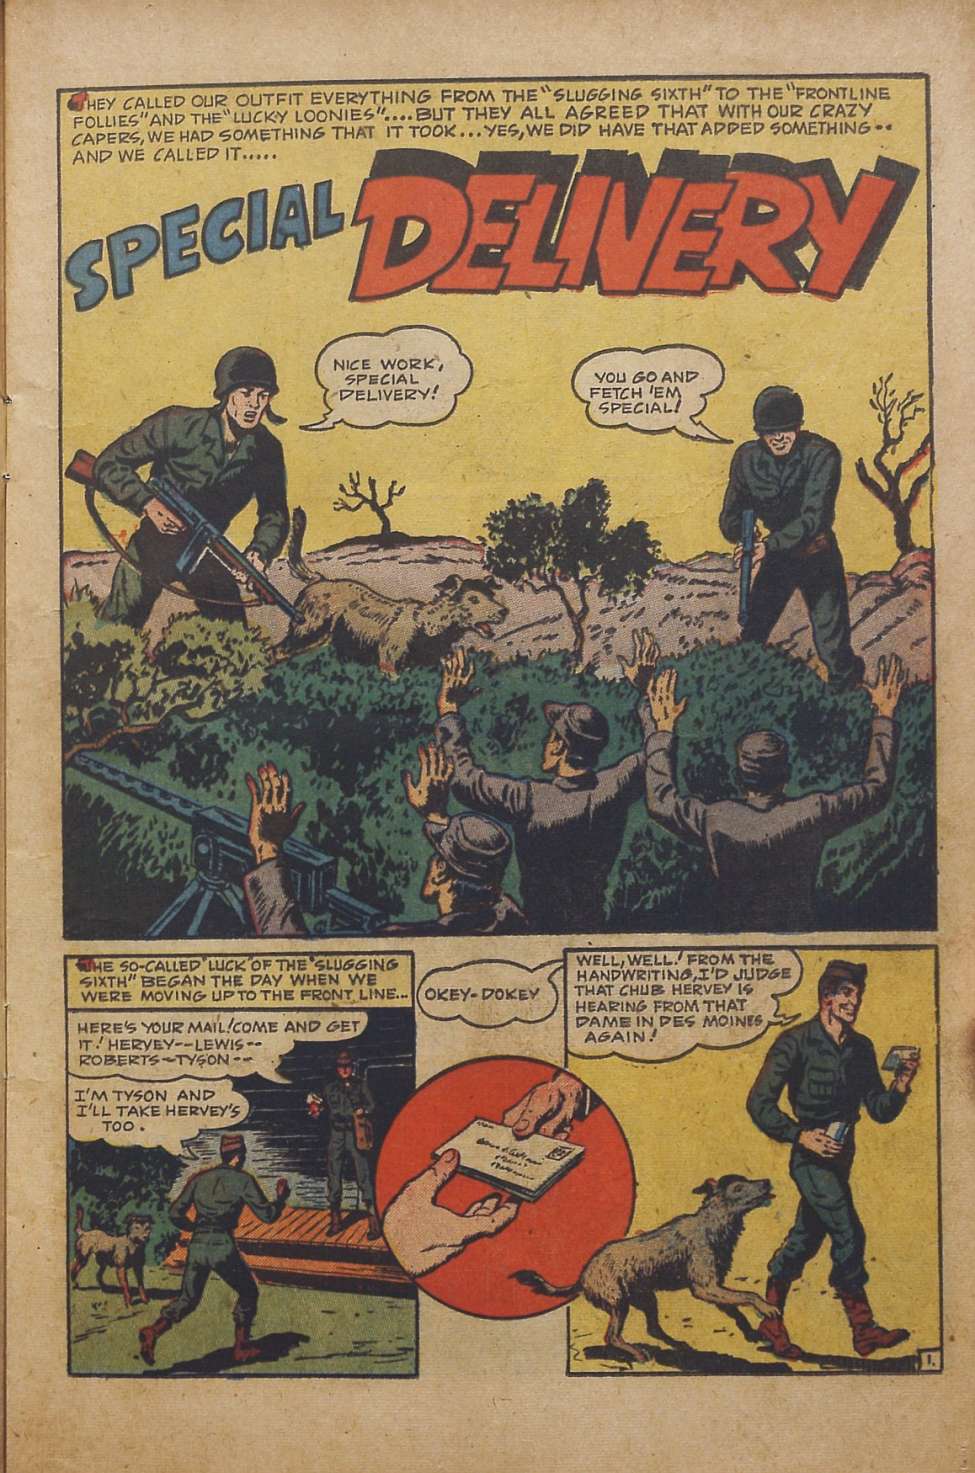 THEY CALLED OUR OUTFIT EVERYTHING FROM THE "SLUGGING SIXTH" TO THE "FRONTLINE
FOLLIES" AND THE "LUCKY LOONIES"....BUT THEY ALL AGREED THAT WITH OUR CRAZY
CAPERS, WE HAD SOMETHING THAT IT TOOK...YES, WE DID HAVE THAT ADDED SOMETHING--
AND WE CALLED IT.....
SPECIAL DELIVERY
NICE WORK,
SPECIAL
DELIVERY!
YOU GO AND
FETCH 'EM
SPECIAL!
THE SO-CALLED "LUCK" OF THE "SLUGGING
SIXTH" BEGAN THE DAY WHEN WE
WERE MOVING UP TO THE FRONT LINE...
HERE'S YOUR MAIL! COME AND GET
IT! HERVEY--LEWIS--
ROBERTS--TYSON--
I'M TYSON AND
I'LL TAKE HERVEY'S
TOO.
OKEY-DOKEY
WELL, WELL! FROM THE
HANDWRITING, I'D JUDGE
THAT CHUB HERVEY IS
HEARING FROM THAT
DAME IN DES MOINES
AGAIN!
1.